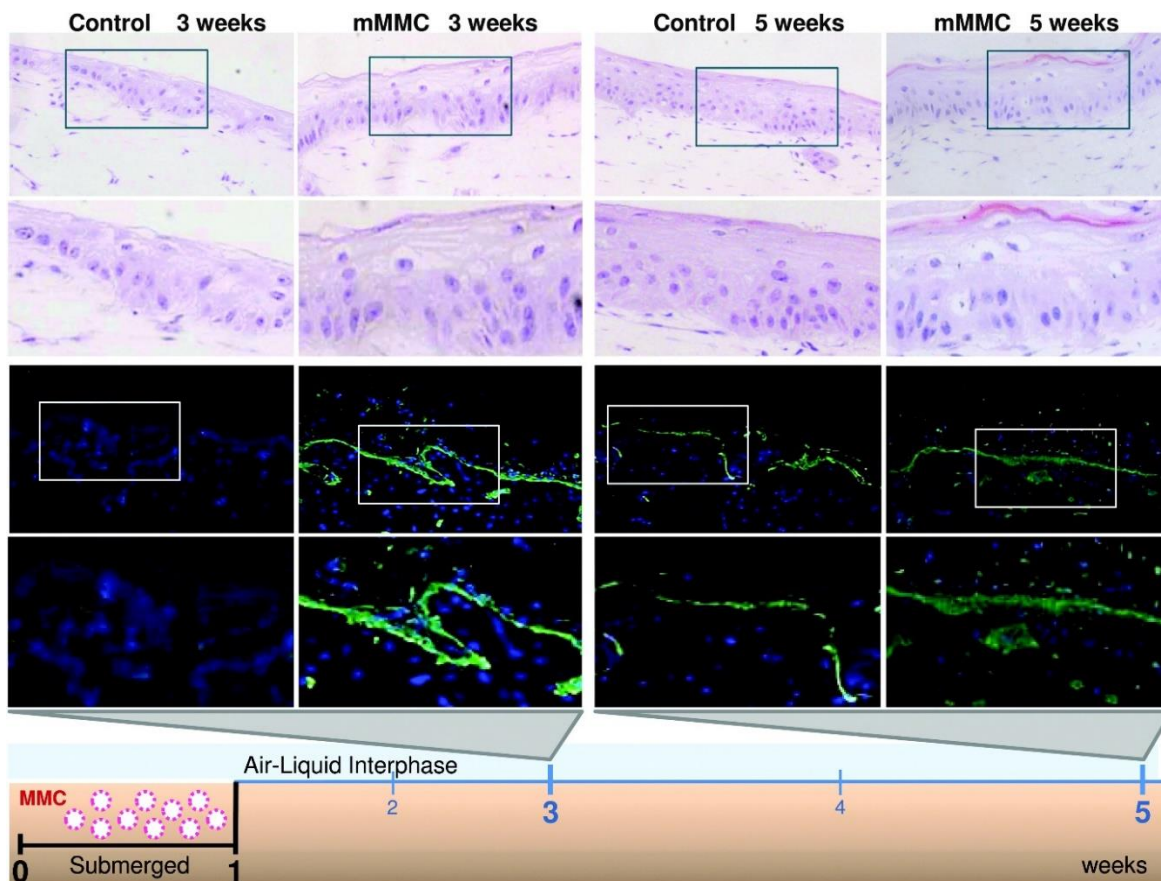 Control 3 weeks
mMMC 3 weeks
Control 5 weeks
mMMC 5 weeks
Air-Liquid Interphase
2
3
4
5
MMC
0
Submerged
1
weeks